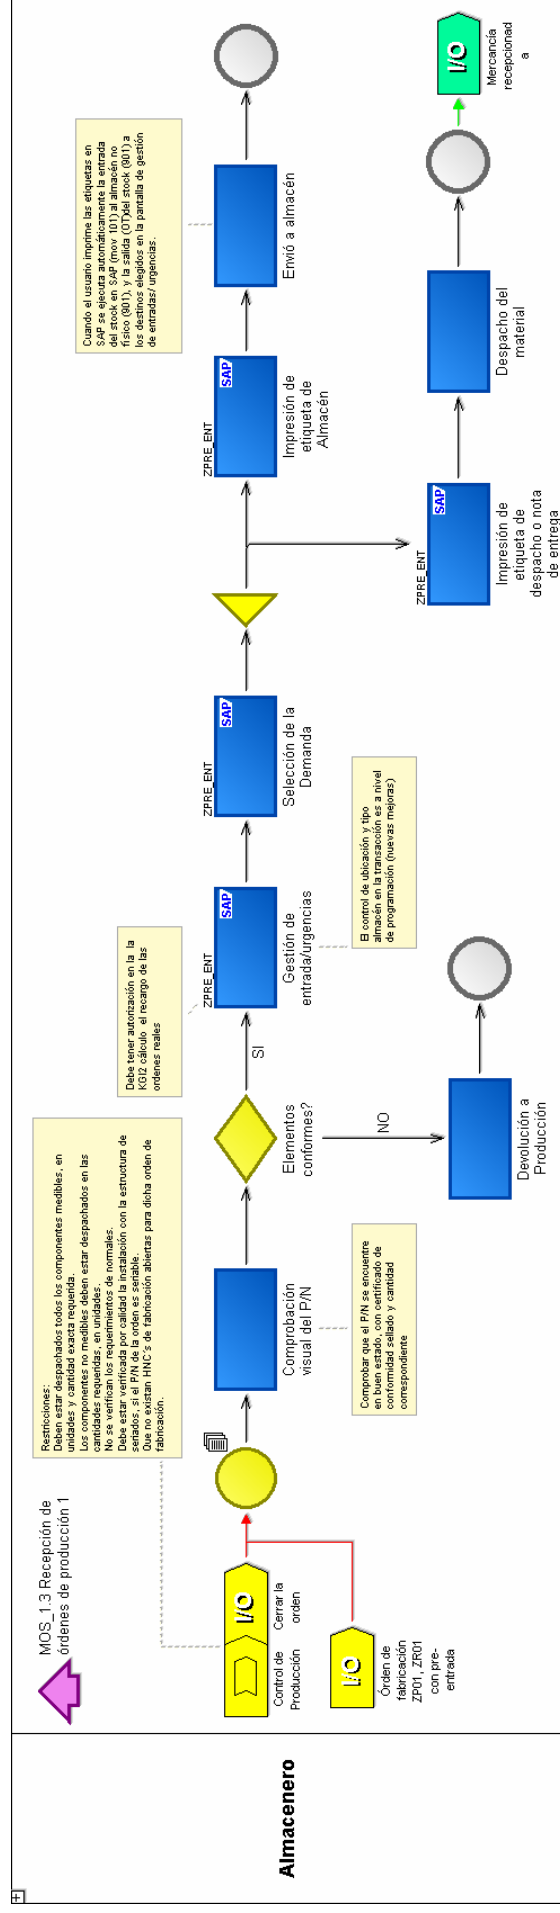 Almacenero
MOS_1.3 Recepción de
órdenes de producción 1
Restricciones:
Deben estar despachados todos los componentes medibles, en
unidades y cantidad exacta requerida.
Los componentes no medibles deben estar despachados en las
cantidades requeridas, en unidades.
No se verifican los requerimientos de normales.
Debe estar verificada por calidad la instalación con la estructura de
seriados, si el P/N de la orden es seriable.
Que no existan HNC's de fabricación abiertas para dicha orden de
fabricación.
Control de
Producción
I/O
Cerrar la
orden
I/O
Órden de
fabricación
ZP01, ZR01
con pre-
entrada
Comprobación
visual del P/N
Comprobar que el P/N se encuentre
en buen estado, con certificado de
conformidad sellado y cantidad
correspondiente
Elementos
conformes?
SI
NO
Devolución a
Producción
Debe tener autorización en la la
KGI2 cálculo el recargo de las
ordenes reales
ZPRE_ENT
SAP
Gestión de
entrada/urgencias
El control de ubicación y tipo
almacén en la transacción es a nivel
de programación (nuevas mejoras)
ZPRE_ENT
SAP
Selección de la
Demanda
ZPRE_ENT
SAP
Impresión de
etiqueta de
Almacén
Cuando el usuario imprime las etiquetas en
SAP se ejecuta automáticamente la entrada
del stock en SAP (mov 101) al almacén no
físico (901), y la salida (OT)del stock (901) a
los destinos elegidos en la pantalla de gestión
de entradas/ urgencias.
Envió a almacén
ZPRE_ENT
SAP
Impresión de
etiqueta de
despacho o nota
de entrega
Despacho del
material
I/O
Mercancía
recepcionad
a